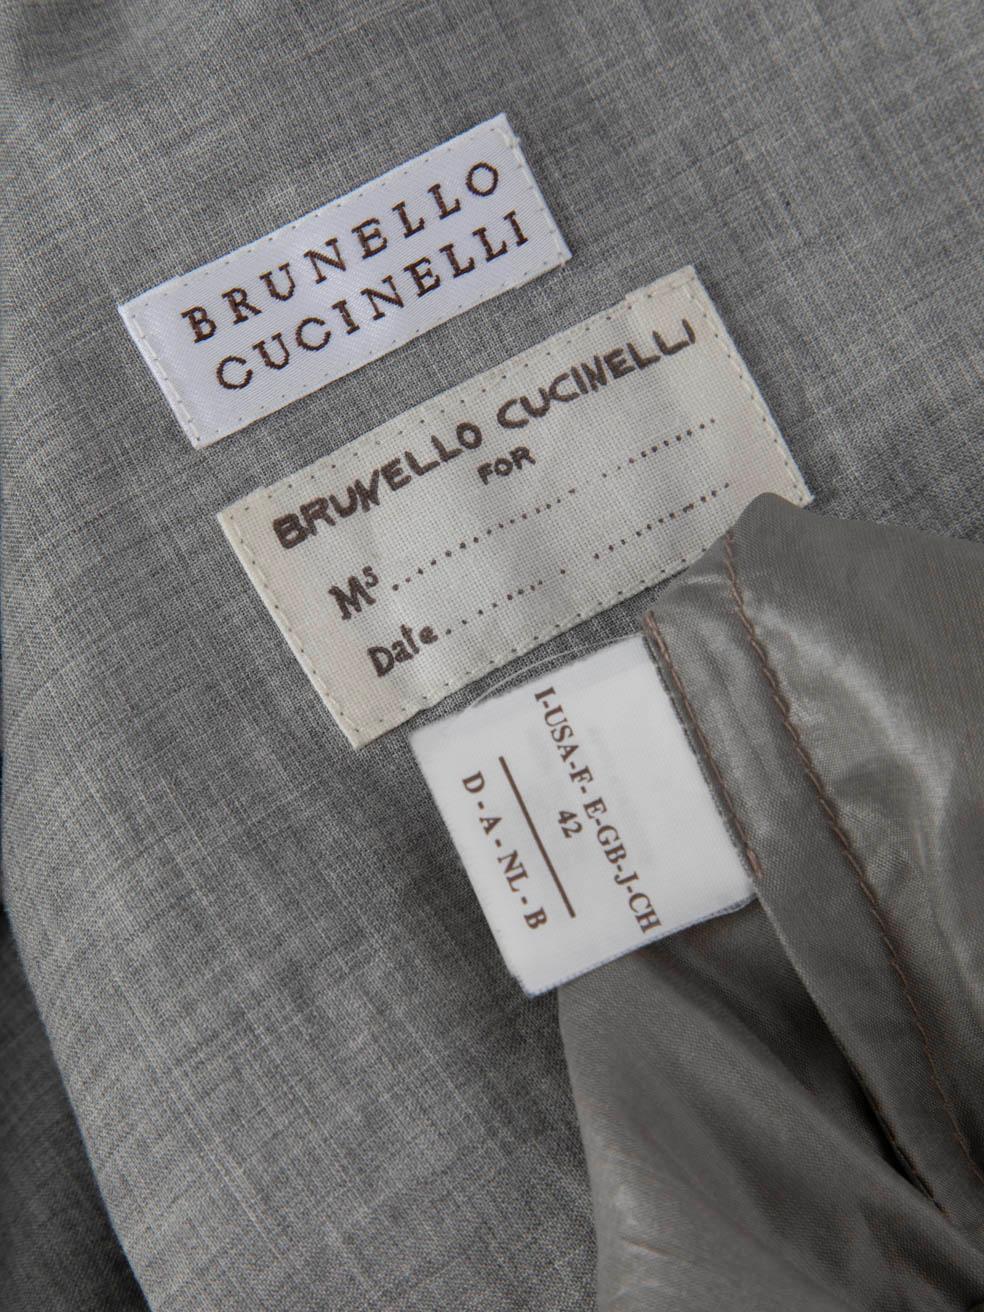 BRUNELLO
CUCINELLI
BRUNELLO CUCINELLI
FOR
Ms
Date
I-USA-F-E-GB-J-CH
42
D - A - NL - B